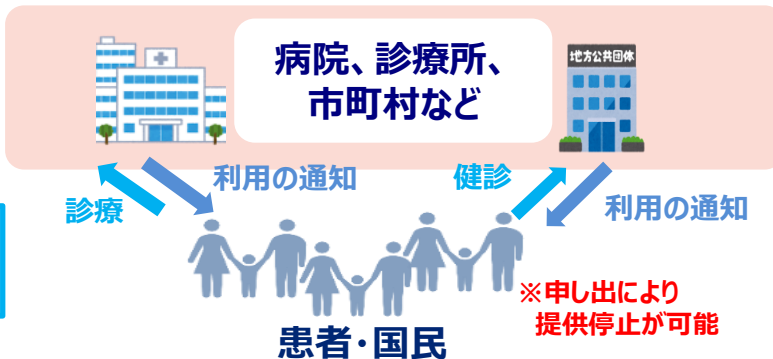 病院、診療所、
市町村など
地方公共団体
利用の通知
健診
診療
利用の通知
※申し出により
提供停止が可能
患者・国民